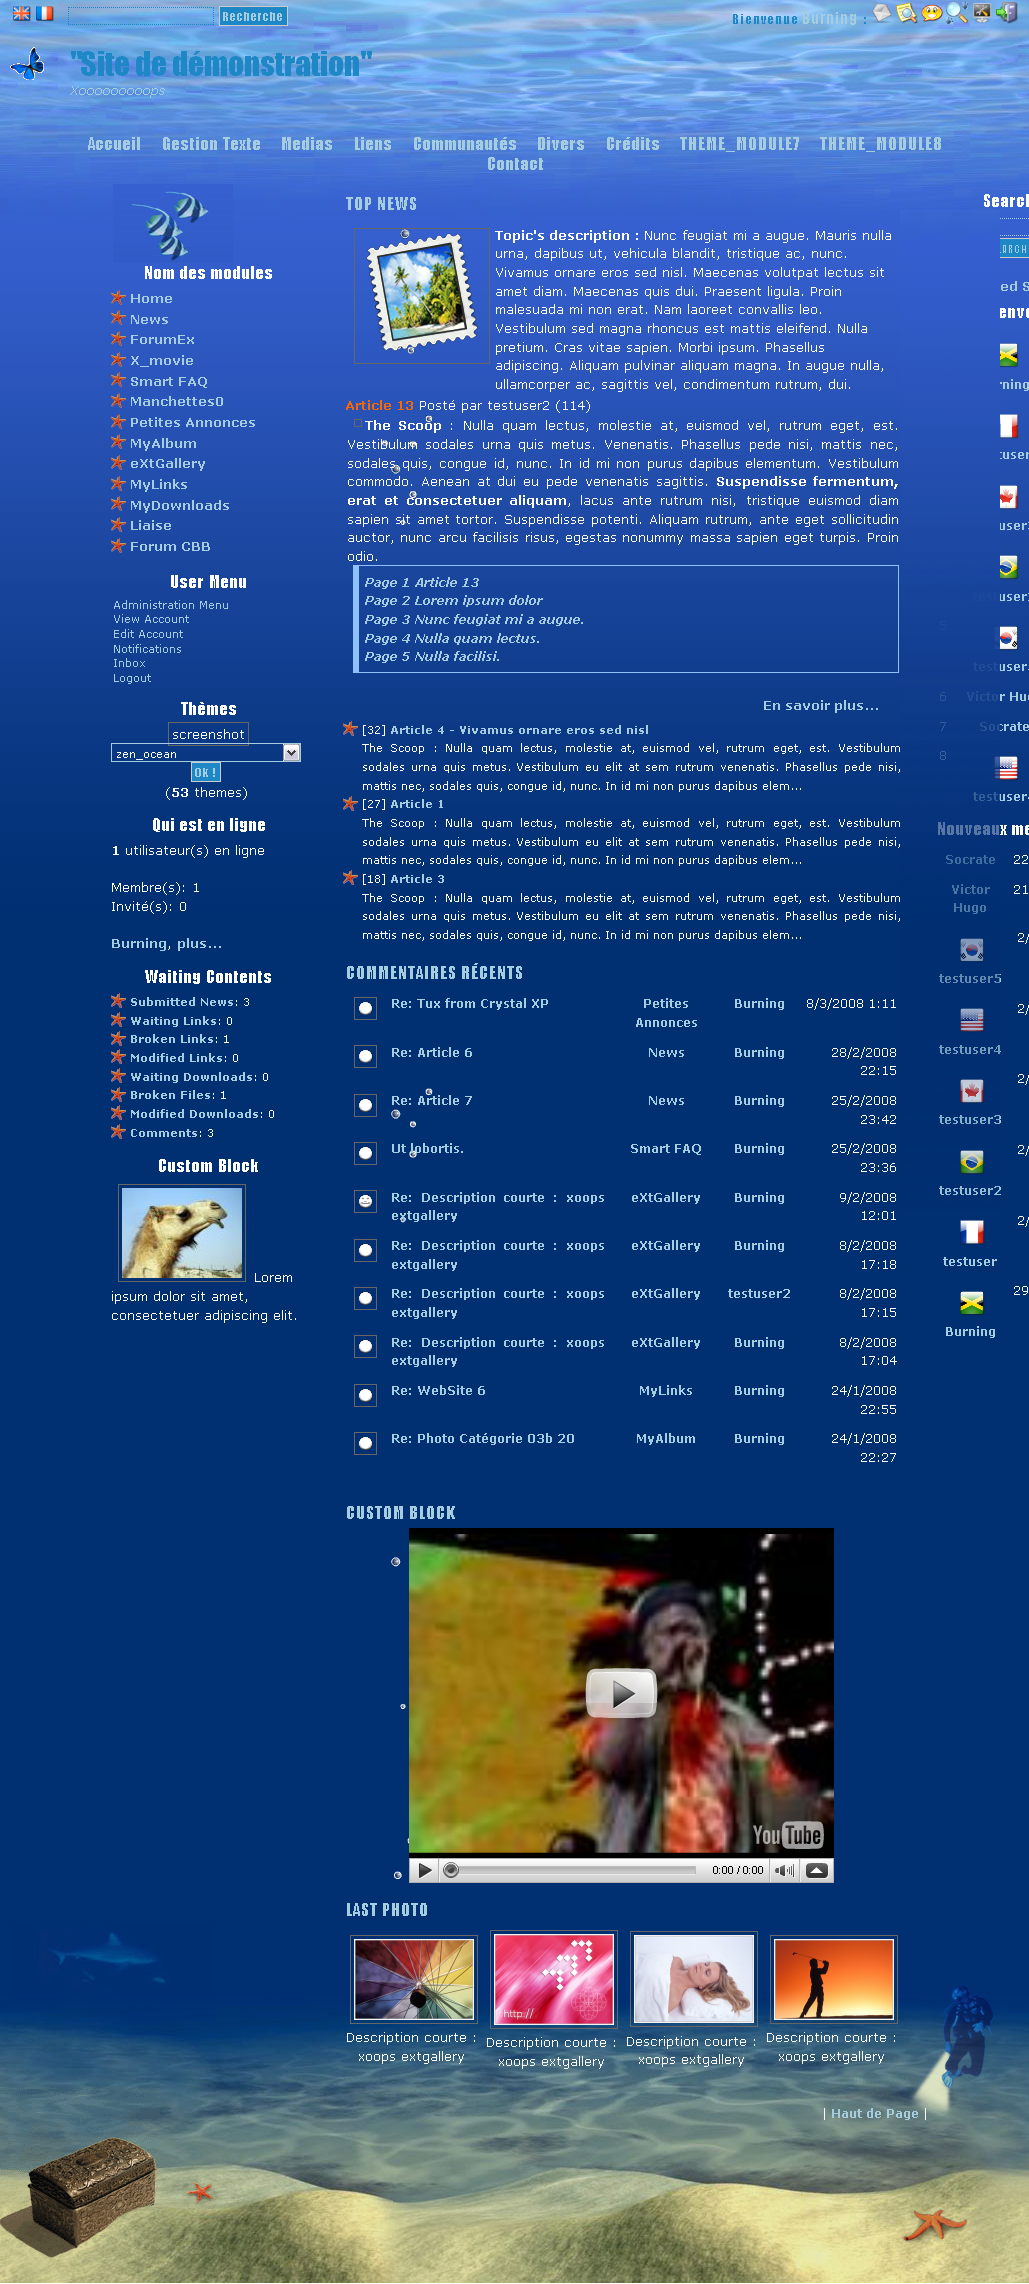 Recherche
Bienvenue Burning :
"Site de démonstration"
Xoooooooooops
Accueil Gestion Texte Medias Liens Communautés Divers Crédits THEME_MODULE7 THEME_MODULE8
Contact
Nom des modules
Home
News
ForumEx
X_movie
Smart FAQ
Manchettes0
Petites Annonces
MyAlbum
eXtGallery
MyLinks
MyDownloads
Liaise
Forum CBB
User Menu
Administration Menu
View Account
Edit Account
Notifications
Inbox
Logout
Thèmes
screenshot
zen_ocean
Ok !
(53 themes)
Qui est en ligne
1 utilisateur(s) en ligne
Membre(s): 1
Invité(s): 0
Burning, plus...
Waiting Contents
Submitted News: 3
Waiting Links: 0
Broken Links: 1
Modified Links: 0
Waiting Downloads: 0
Broken Files: 1
Modified Downloads: 0
Comments: 3
Custom Block
Lorem
ipsum dolor sit amet,
consectetuer adipiscing elit.
TOP NEWS
Topic's description : Nunc feugiat mi a augue. Mauris nulla
urna, dapibus ut, vehicula blandit, tristique ac, nunc.
Vivamus ornare eros sed nisl. Maecenas volutpat lectus sit
amet diam. Maecenas quis dui. Praesent ligula. Proin
malesuada mi non erat. Nam laoreet convallis leo.
Vestibulum sed magna rhoncus est mattis eleifend. Nulla
pretium. Cras vitae sapien. Morbi ipsum. Phasellus
adipiscing. Aliquam pulvinar aliquam magna. In augue nulla,
ullamcorper ac, sagittis vel, condimentum rutrum, dui.
Article 13 Posté par testuser2 (114)
The Scoop : Nulla quam lectus, molestie at, euismod vel, rutrum eget, est.
Vestibulum sodales urna quis metus. Venenatis. Phasellus pede nisi, mattis nec,
sodales quis, congue id, nunc. In id mi non purus dapibus elementum. Vestibulum
commodo. Aenean at dui eu pede venenatis sagittis. Suspendisse fermentum,
erat et consectetuer aliquam, lacus ante rutrum nisi, tristique euismod diam
sapien sit amet tortor. Suspendisse potenti. Aliquam rutrum, ante eget sollicitudin
auctor, nunc arcu facilisis risus, egestas nonummy massa sapien eget turpis. Proin
odio.
Page 1 Article 13
Page 2 Lorem ipsum dolor
Page 3 Nunc feugiat mi a augue.
Page 4 Nulla quam lectus.
Page 5 Nulla facilisi.
En savoir plus...
[32] Article 4 - Vivamus ornare eros sed nisl
The Scoop : Nulla quam lectus, molestie at, euismod vel, rutrum eget, est. Vestibulum
sodales urna quis metus. Vestibulum eu elit at sem rutrum venenatis. Phasellus pede nisi,
mattis nec, sodales quis, congue id, nunc. In id mi non purus dapibus elem...
[27] Article 1
The Scoop : Nulla quam lectus, molestie at, euismod vel, rutrum eget, est. Vestibulum
sodales urna quis metus. Vestibulum eu elit at sem rutrum venenatis. Phasellus pede nisi,
mattis nec, sodales quis, congue id, nunc. In id mi non purus dapibus elem...
[18] Article 3
The Scoop : Nulla quam lectus, molestie at, euismod vel, rutrum eget, est. Vestibulum
sodales urna quis metus. Vestibulum eu elit at sem rutrum venenatis. Phasellus pede nisi,
mattis nec, sodales quis, congue id, nunc. In id mi non purus dapibus elem...
COMMENTAIRES RÉCENTS
Re: Tux from Crystal XP Petites Burning 8/3/2008 1:11
Annonces
Re: Article 6 News Burning 28/2/2008
22:15
Re: Article 7 News Burning 25/2/2008
23:42
Ut lobortis. Smart FAQ Burning 25/2/2008
23:36
Re: Description courte : xoops eXtGallery Burning 9/2/2008
extgallery 12:01
Re: Description courte : xoops eXtGallery Burning 8/2/2008
extgallery 17:18
Re: Description courte : xoops eXtGallery testuser2 8/2/2008
extgallery 17:15
Re: Description courte : xoops eXtGallery Burning 8/2/2008
extgallery 17:04
Re: WebSite 6 MyLinks Burning 24/1/2008
22:55
Re: Photo Catégorie 03b 20 MyAlbum Burning 24/1/2008
22:27
CUSTOM BLOCK
YouTube
0:00 / 0:00
LAST PHOTO
http://
Description courte :
xoops extgallery
Description courte :
xoops extgallery
Description courte :
xoops extgallery
Description courte :
xoops extgallery
| Haut de Page |
Search
5
6 Victor Hu
7 Socrate
8
Nouveaux me
Socrate 22
Victor 21
Hugo
2/
testuser5
2/
testuser4
2/
testuser3
2/
testuser2
2/
testuser
29
Burning